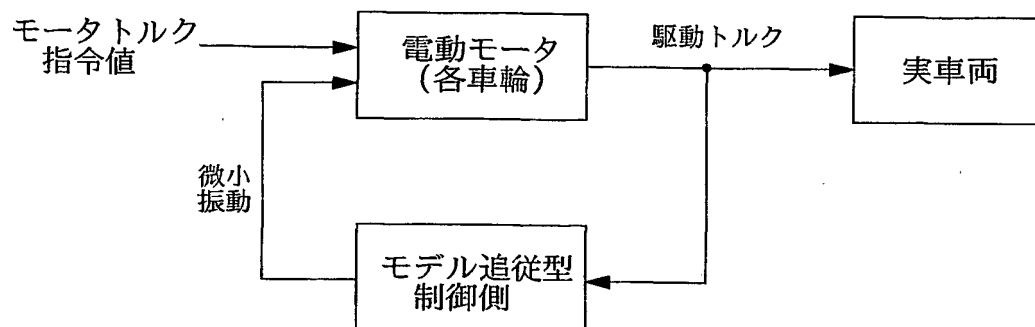 モータトルク
指令値
電動モータ
(各車輪)
駆動トルク
実車両
微小
振動
モデル追従型
制御側